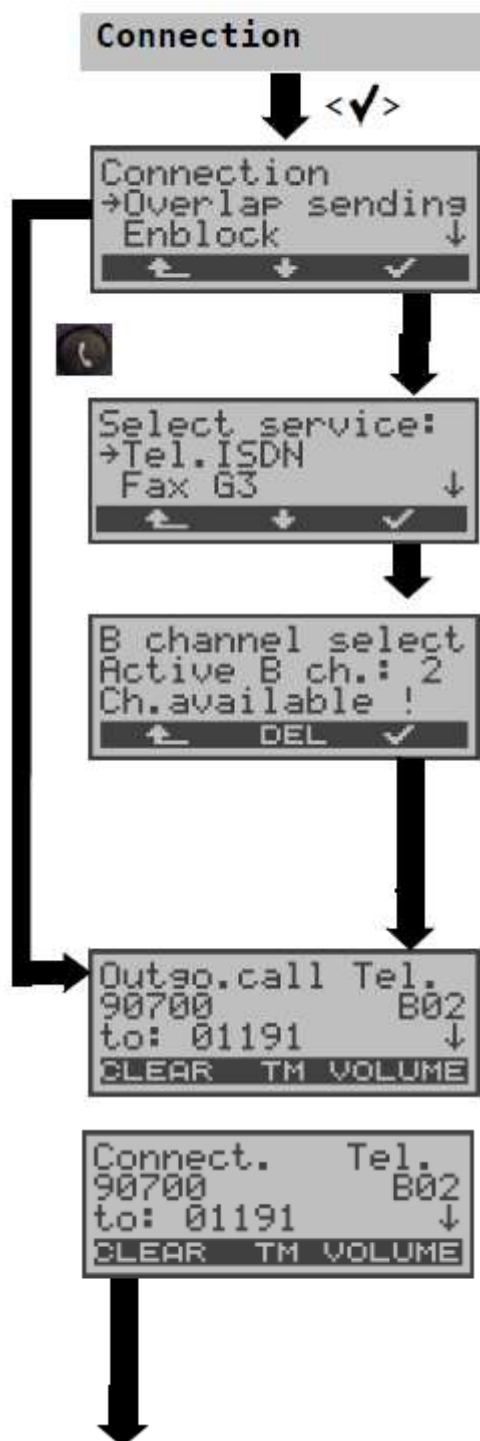 Connection
<✓>
Connection
→Overlap sending
Enblock ↓
Select service:
→Tel.ISDN
Fax G3 ↓
B channel select
Active B ch.: 2
Ch.available !
DEL
Outgo.call Tel.
90700 B02
to: 01191 ↓
CLEAR TM VOLUME
Connect. Tel.
90700 B02
to: 01191 ↓
CLEAR TM VOLUME